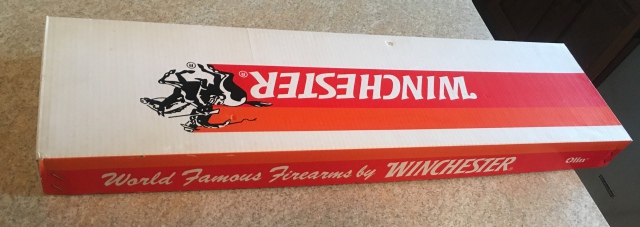 WINCHESTER®
®
World Famous Firearms by WINCHESTER®
Olin